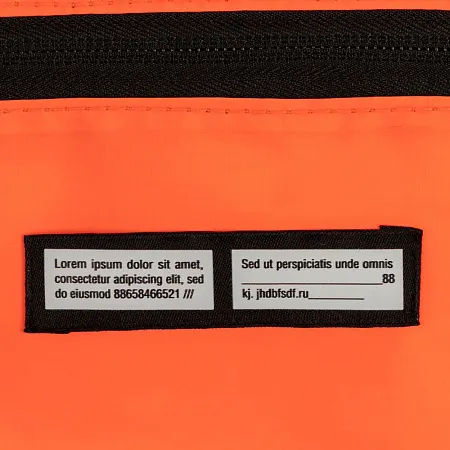 Lorem ipsum dolor sit amet,
consectetur adipiscing elit, sed
do eiusmod 88658466521 ///
Sed ut perspiciatis unde omnis
____________________88
kj. jhdbfsdf.ru_________